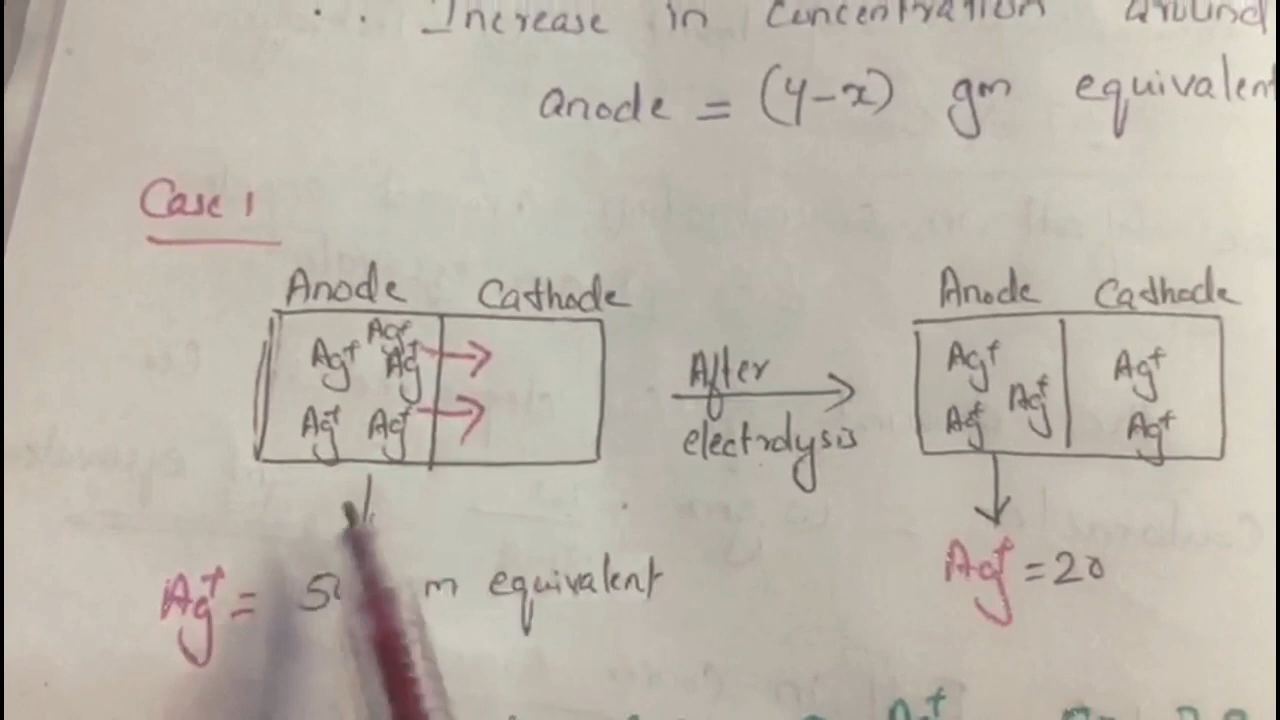 ∴ Increase in Concentration around
anode = (y-x) gm equivalent
Case 1
Anode Cathode
Ag+ Ag+ Ag+
Ag+ Ag+
After
electrolysis
Anode Cathode
Ag+ Ag+ Ag+
Ag+ Ag+
Ag+ = m equivalent
Ag+ = 20
Ag+